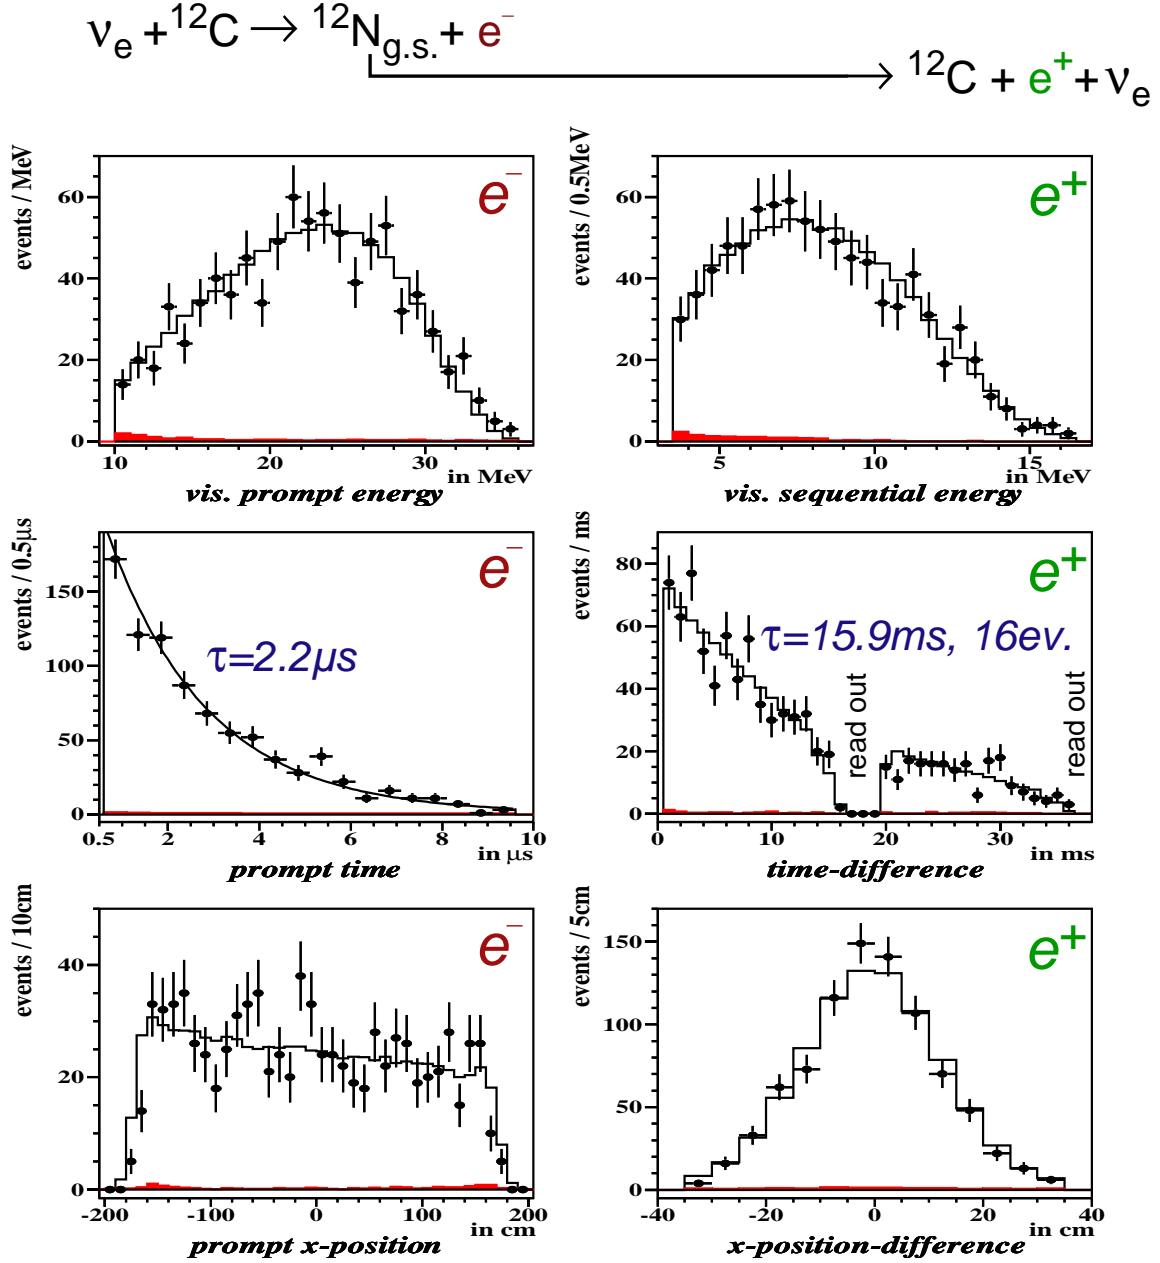 νe + 12C → 12Ng.s. + e−
12C + e+ + νe
events / MeV
60
40
20
0
10
20
30
in MeV
vis. prompt energy
e−
events / 0.5MeV
60
40
20
0
5
10
15
in MeV
vis. sequential energy
e+
events / 0.5µs
150
100
50
0
0.5
2
4
6
8
10
in µs
prompt time
e−
τ=2.2µs
events / ms
80
60
40
20
0
0
10
20
30
in ms
time-difference
e+
τ=15.9ms, 16ev.
read out
read out
events / 10cm
40
20
0
-200
-100
0
100
200
in cm
prompt x-position
e−
events / 5cm
150
100
50
0
-40
-20
0
20
40
in cm
x-position-difference
e+